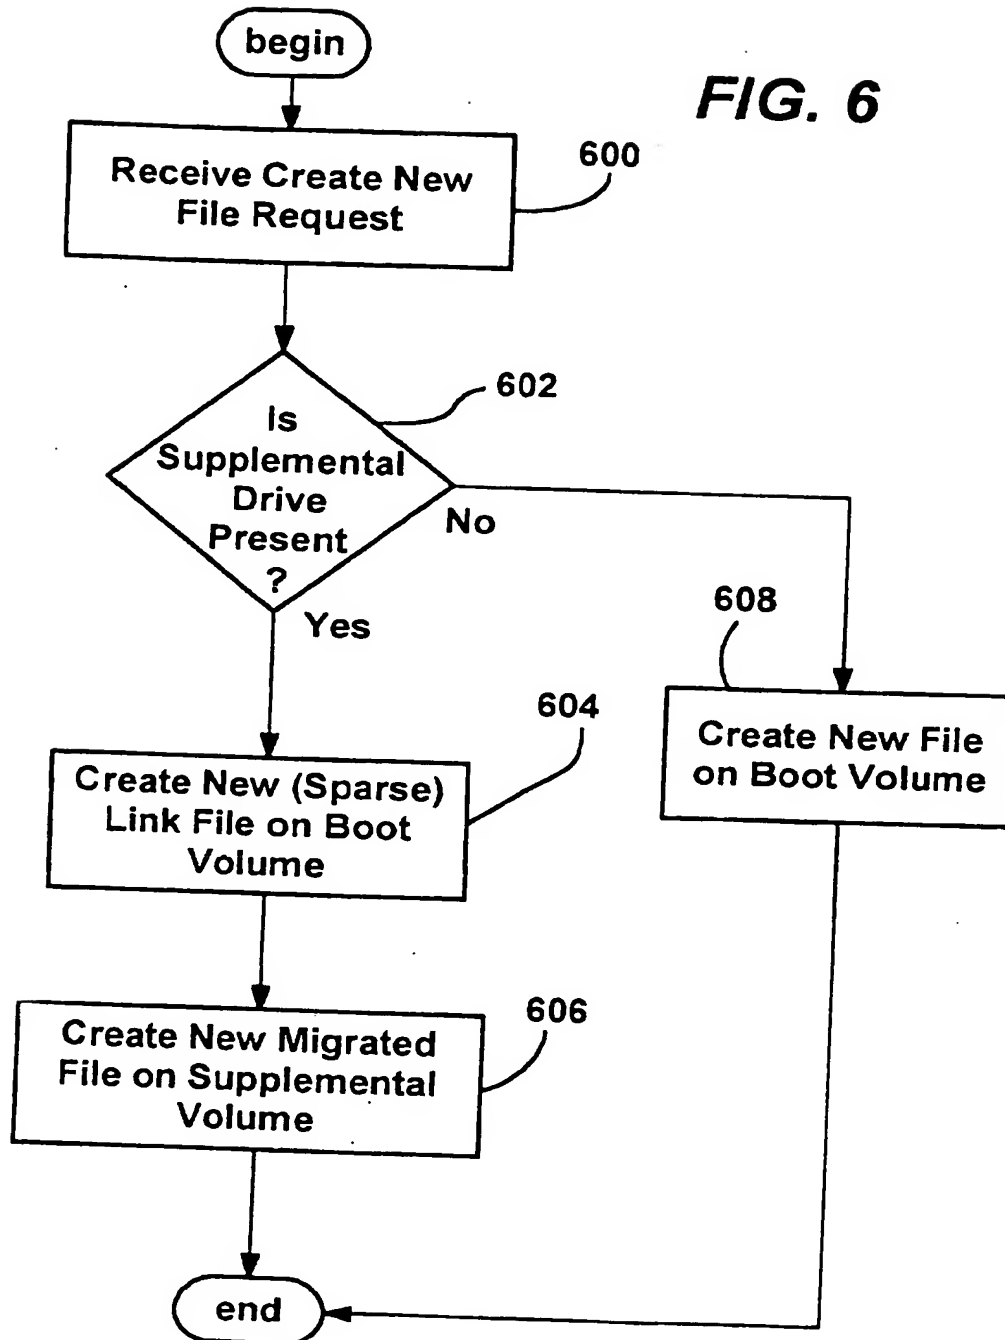 begin
FIG. 6
Receive Create New
File Request
600
Is
Supplemental
Drive
Present
?
602
No
Yes
608
Create New File
on Boot Volume
604
Create New (Sparse)
Link File on Boot
Volume
606
Create New Migrated
File on Supplemental
Volume
end